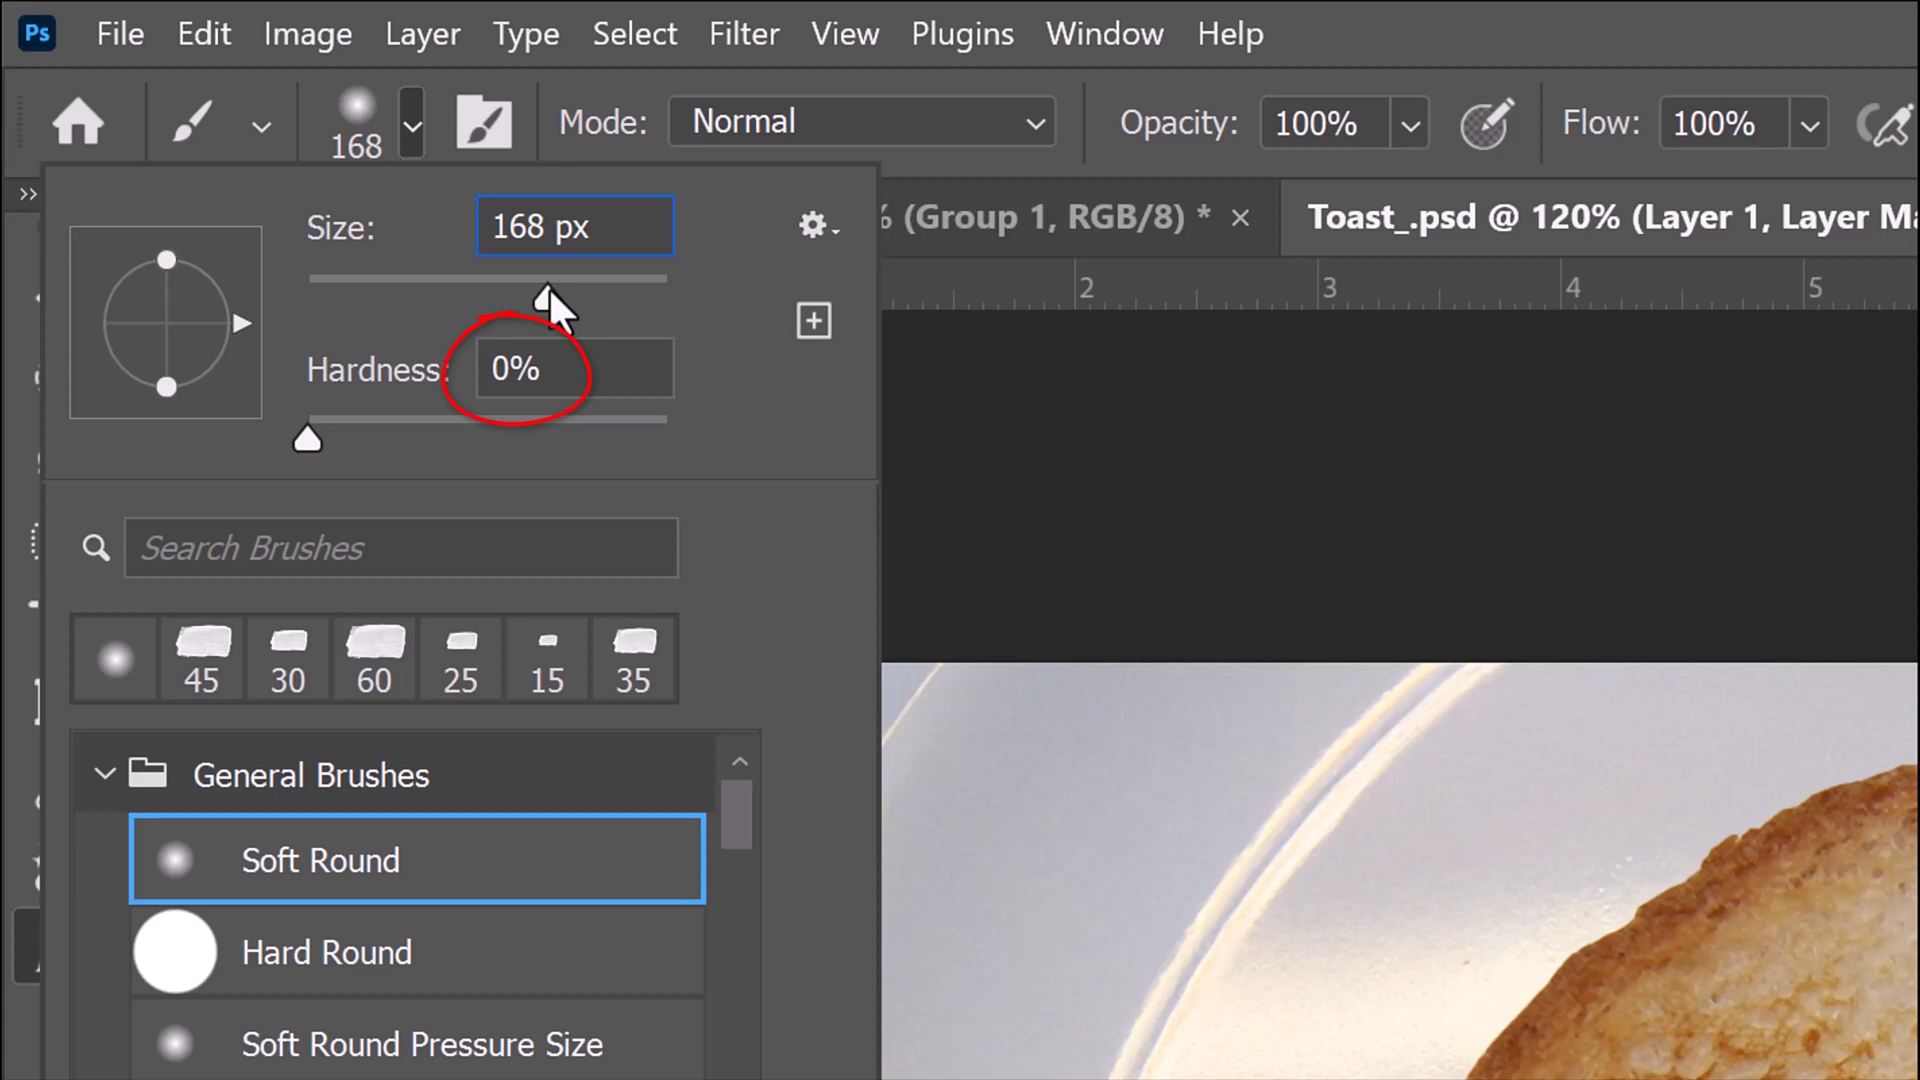 Ps File Edit Image Layer Type Select Filter View Plugins Window Help
168 Mode: Normal Opacity: 100% Flow: 100%
Size: 168 px
% (Group 1, RGB/8) * × Toast_.psd @ 120% (Layer 1, Layer Ma
2 3 4 5
Hardness: 0%
Search Brushes
45 30 60 25 15 35
General Brushes
Soft Round
Hard Round
Soft Round Pressure Size